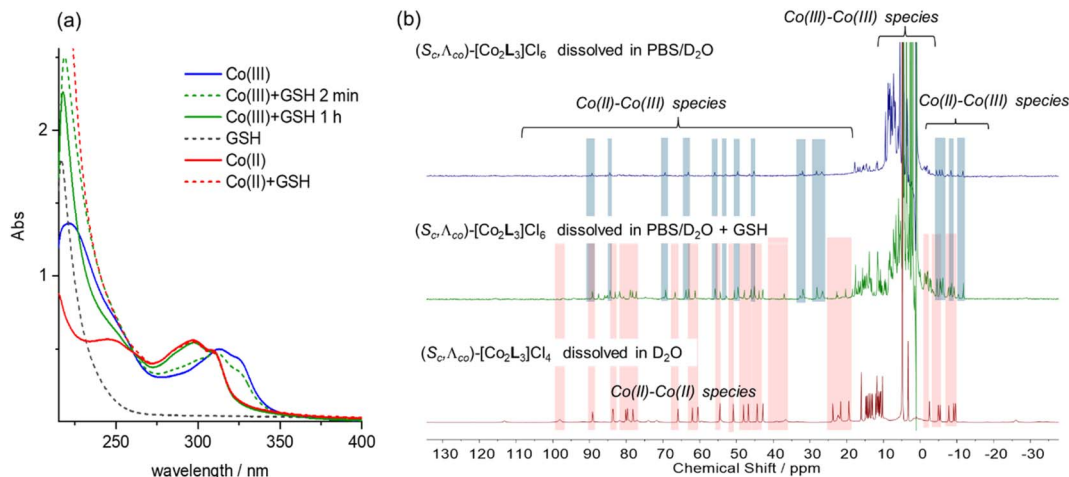 (a)
Abs
2
1
250
300
350
400
wavelength / nm
Co(III)
Co(III)+GSH 2 min
Co(III)+GSH 1 h
GSH
Co(II)
Co(II)+GSH
(b)
Co(III)-Co(III) species
(Sc,Λco)-[Co2L3]Cl6 dissolved in PBS/D2O
Co(II)-Co(III) species
Co(II)-Co(III) species
(Sc,Λco)-[Co2L3]Cl6 dissolved in PBS/D2O + GSH
(Sc,Λco)-[Co2L3]Cl4 dissolved in D2O
Co(II)-Co(II) species
130 120 110 100 90 80 70 60 50 40 30 20 10 0 -10 -20 -30
Chemical Shift / ppm